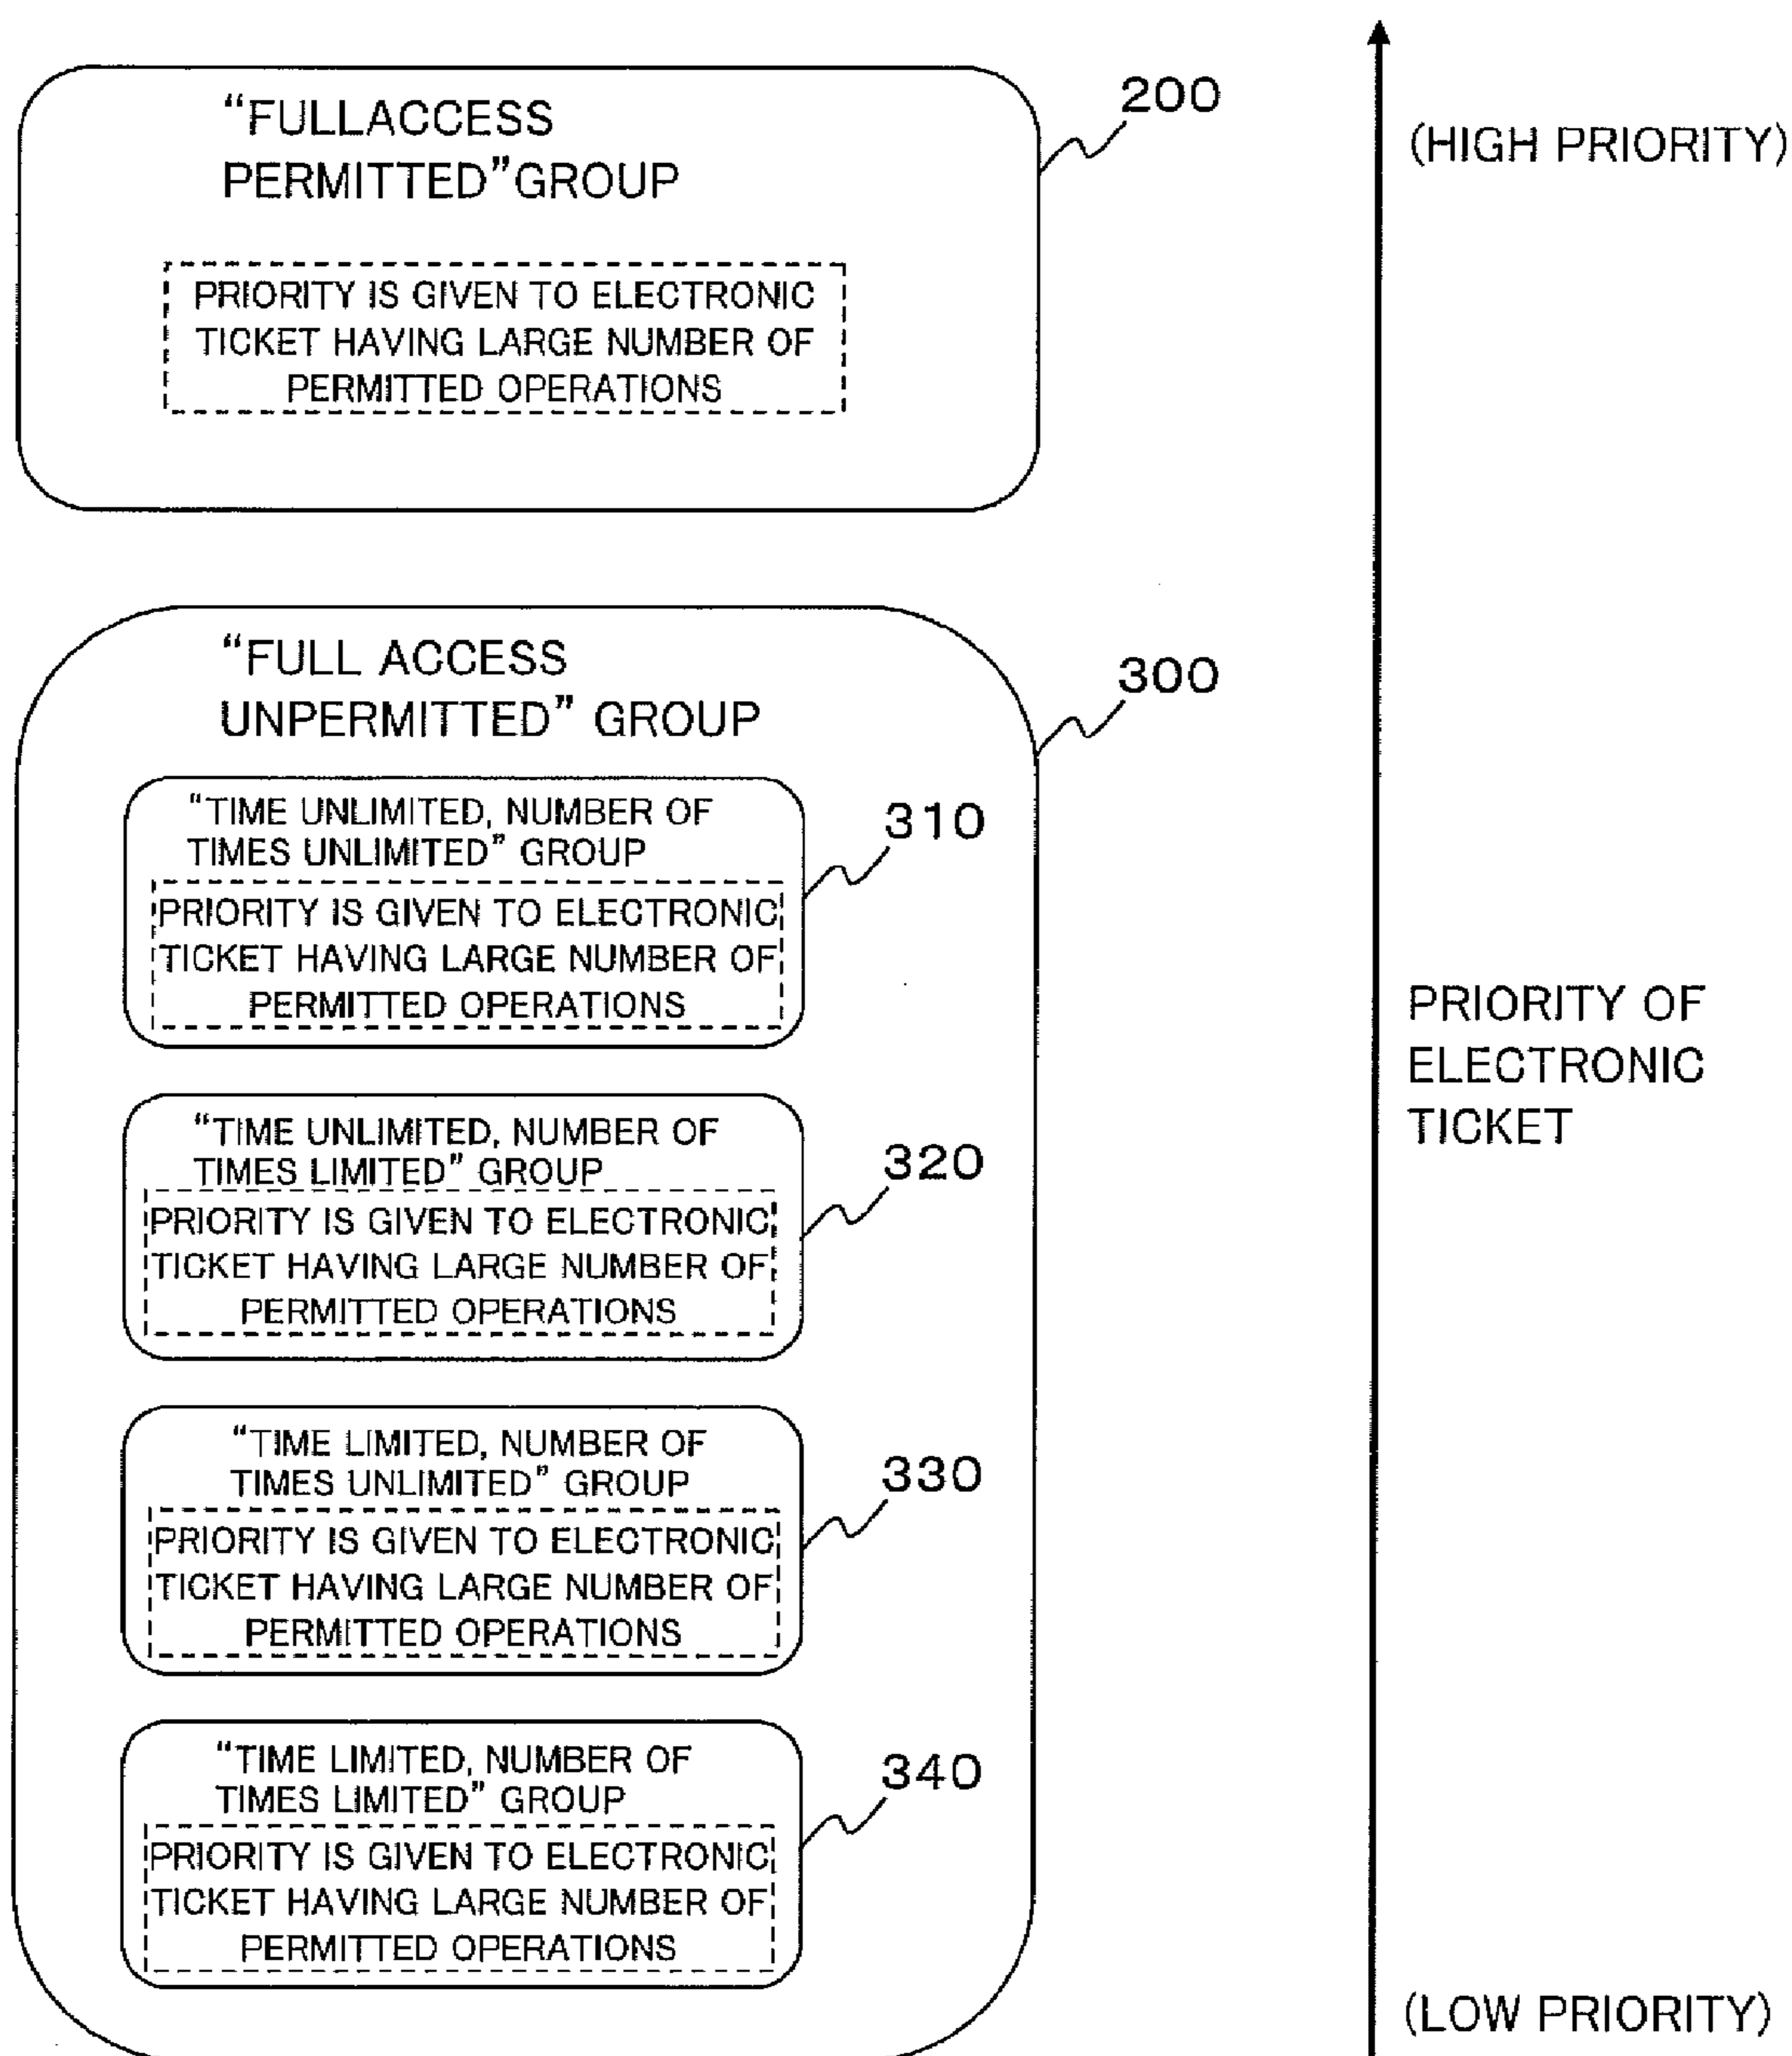 200
(HIGH PRIORITY)
“FULLACCESS
PERMITTED”GROUP
PRIORITY IS GIVEN TO ELECTRONIC
TICKET HAVING LARGE NUMBER OF
PERMITTED OPERATIONS
“FULL ACCESS
UNPERMITTED” GROUP
300
“TIME UNLIMITED, NUMBER OF
TIMES UNLIMITED” GROUP
310
PRIORITY IS GIVEN TO ELECTRONIC
TICKET HAVING LARGE NUMBER OF
PERMITTED OPERATIONS
“TIME UNLIMITED, NUMBER OF
TIMES LIMITED” GROUP
320
PRIORITY IS GIVEN TO ELECTRONIC
TICKET HAVING LARGE NUMBER OF
PERMITTED OPERATIONS
“TIME LIMITED, NUMBER OF
TIMES UNLIMITED” GROUP
330
PRIORITY IS GIVEN TO ELECTRONIC
TICKET HAVING LARGE NUMBER OF
PERMITTED OPERATIONS
“TIME LIMITED, NUMBER OF
TIMES LIMITED” GROUP
340
PRIORITY IS GIVEN TO ELECTRONIC
TICKET HAVING LARGE NUMBER OF
PERMITTED OPERATIONS
PRIORITY OF
ELECTRONIC
TICKET
(LOW PRIORITY)